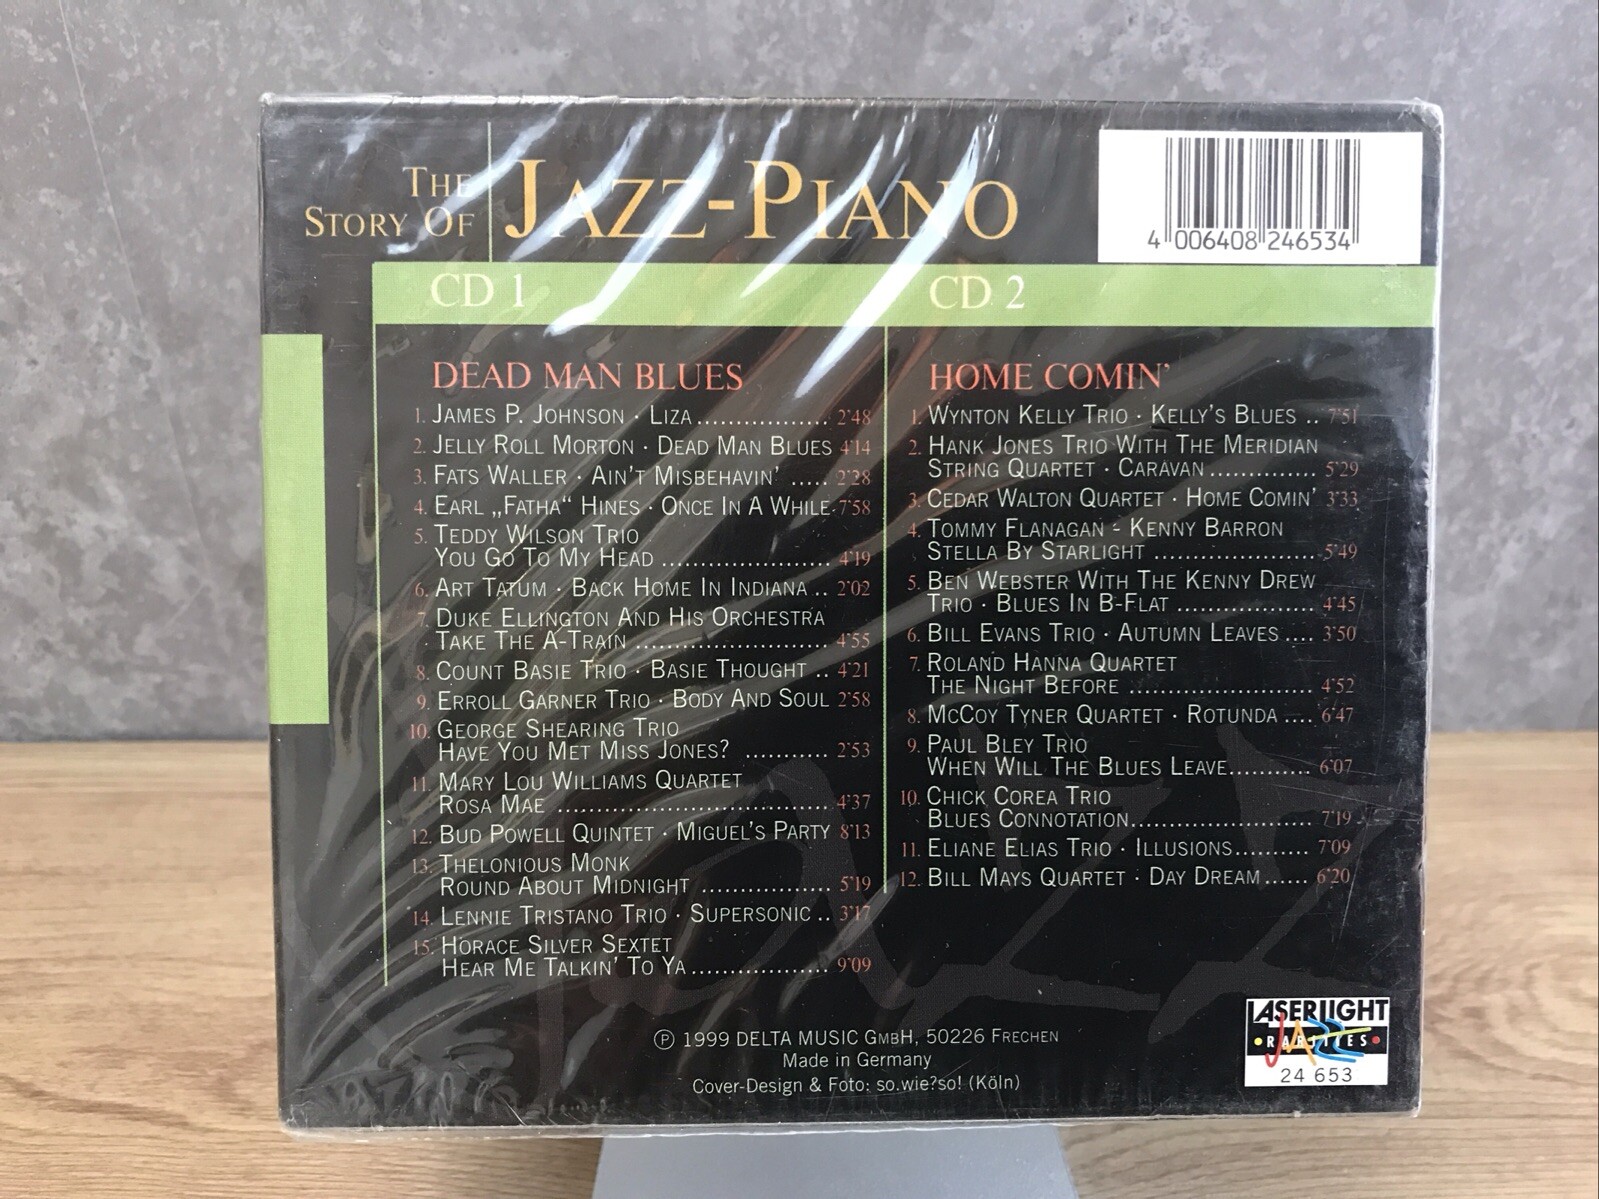 THE
STORY OF
JAZZ-PIANO
4 006408 246534
CD 1
DEAD MAN BLUES
1. JAMES P. JOHNSON · LIZA ................. 2'48
2. JELLY ROLL MORTON · DEAD MAN BLUES 4'14
3. FATS WALLER · AIN'T MISBEHAVIN' ..... 2'28
4. EARL „FATHA“ HINES · ONCE IN A WHILE 7'58
5. TEDDY WILSON TRIO
YOU GO TO MY HEAD ...................... 4'19
6. ART TATUM · BACK HOME IN INDIANA .. 2'02
7. DUKE ELLINGTON AND HIS ORCHESTRA
TAKE THE A-TRAIN ......................... 4'55
8. COUNT BASIE TRIO · BASIE THOUGHT .. 4'21
9. ERROLL GARNER TRIO · BODY AND SOUL 2'58
10. GEORGE SHEARING TRIO
HAVE YOU MET MISS JONES? ........... 2'53
11. MARY LOU WILLIAMS QUARTET
ROSA MAE ................................... 4'37
12. BUD POWELL QUINTET · MIGUEL'S PARTY 8'13
13. THELONIOUS MONK
ROUND ABOUT MIDNIGHT ................. 5'19
14. LENNIE TRISTANO TRIO · SUPERSONIC .. 3'17
15. HORACE SILVER SEXTET
HEAR ME TALKIN' TO YA .................. 9'09
CD 2
HOME COMIN'
1. WYNTON KELLY TRIO · KELLY'S BLUES .. 7'51
2. HANK JONES TRIO WITH THE MERIDIAN
STRING QUARTET · CARAVAN .............. 5'29
3. CEDAR WALTON QUARTET · HOME COMIN' 3'33
4. TOMMY FLANAGAN - KENNY BARRON
STELLA BY STARLIGHT ..................... 5'49
5. BEN WEBSTER WITH THE KENNY DREW
TRIO · BLUES IN B-FLAT .................. 4'45
6. BILL EVANS TRIO · AUTUMN LEAVES .... 3'50
7. ROLAND HANNA QUARTET
THE NIGHT BEFORE ........................ 4'52
8. MCCOY TYNER QUARTET · ROTUNDA .... 6'47
9. PAUL BLEY TRIO
WHEN WILL THE BLUES LEAVE........... 6'07
10. CHICK COREA TRIO
BLUES CONNOTATION........................ 7'19
11. ELIANE ELIAS TRIO · ILLUSIONS.......... 7'09
12. BILL MAYS QUARTET · DAY DREAM ...... 6'20
℗ 1999 DELTA MUSIC GMBH, 50226 FRECHEN
Made in Germany
Cover-Design & Foto: so.wie?so! (Köln)
LASERLIGHT
JAZZ
RARITIES
24 653